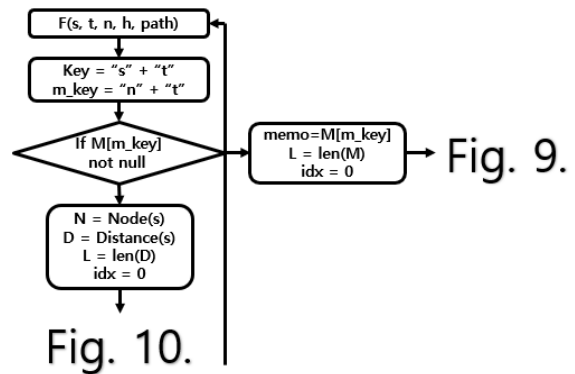 F(s, t, n, h, path)
Key = “s” + “t”
m_key = “n” + “t”
If M[m_key]
not null
memo=M[m_key]
L = len(M)
idx = 0
Fig. 9.
N = Node(s)
D = Distance(s)
L = len(D)
idx = 0
Fig. 10.